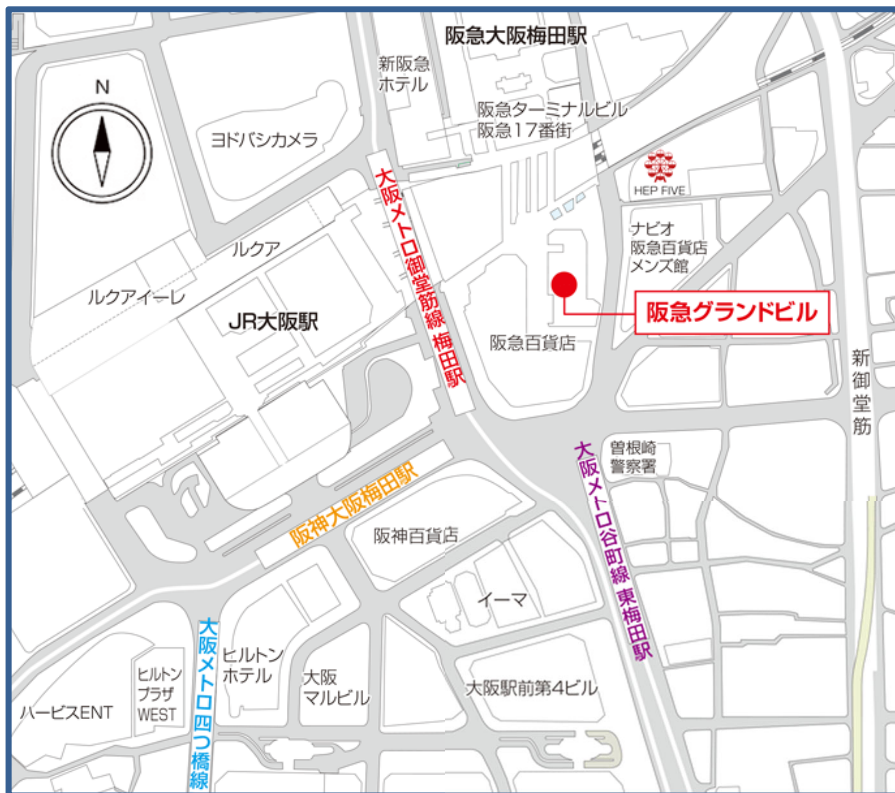 阪急大阪梅田駅
新阪急
ホテル
N
阪急ターミナルビル
阪急17番街
ヨドバシカメラ
HEP FIVE
大阪メトロ御堂筋線 梅田駅
ナビオ
阪急百貨店
メンズ館
ルクア
ルクアイーレ
JR大阪駅
阪急グランドビル
阪急百貨店
新御堂筋
曽根崎
警察署
大阪メトロ谷町線 東梅田駅
阪神大阪梅田駅
阪神百貨店
イーマ
大阪メトロ四つ橋線
ヒルトン
ホテル
大阪
マルビル
大阪駅前第4ビル
ヒルトン
プラザ
WEST
ハービスENT